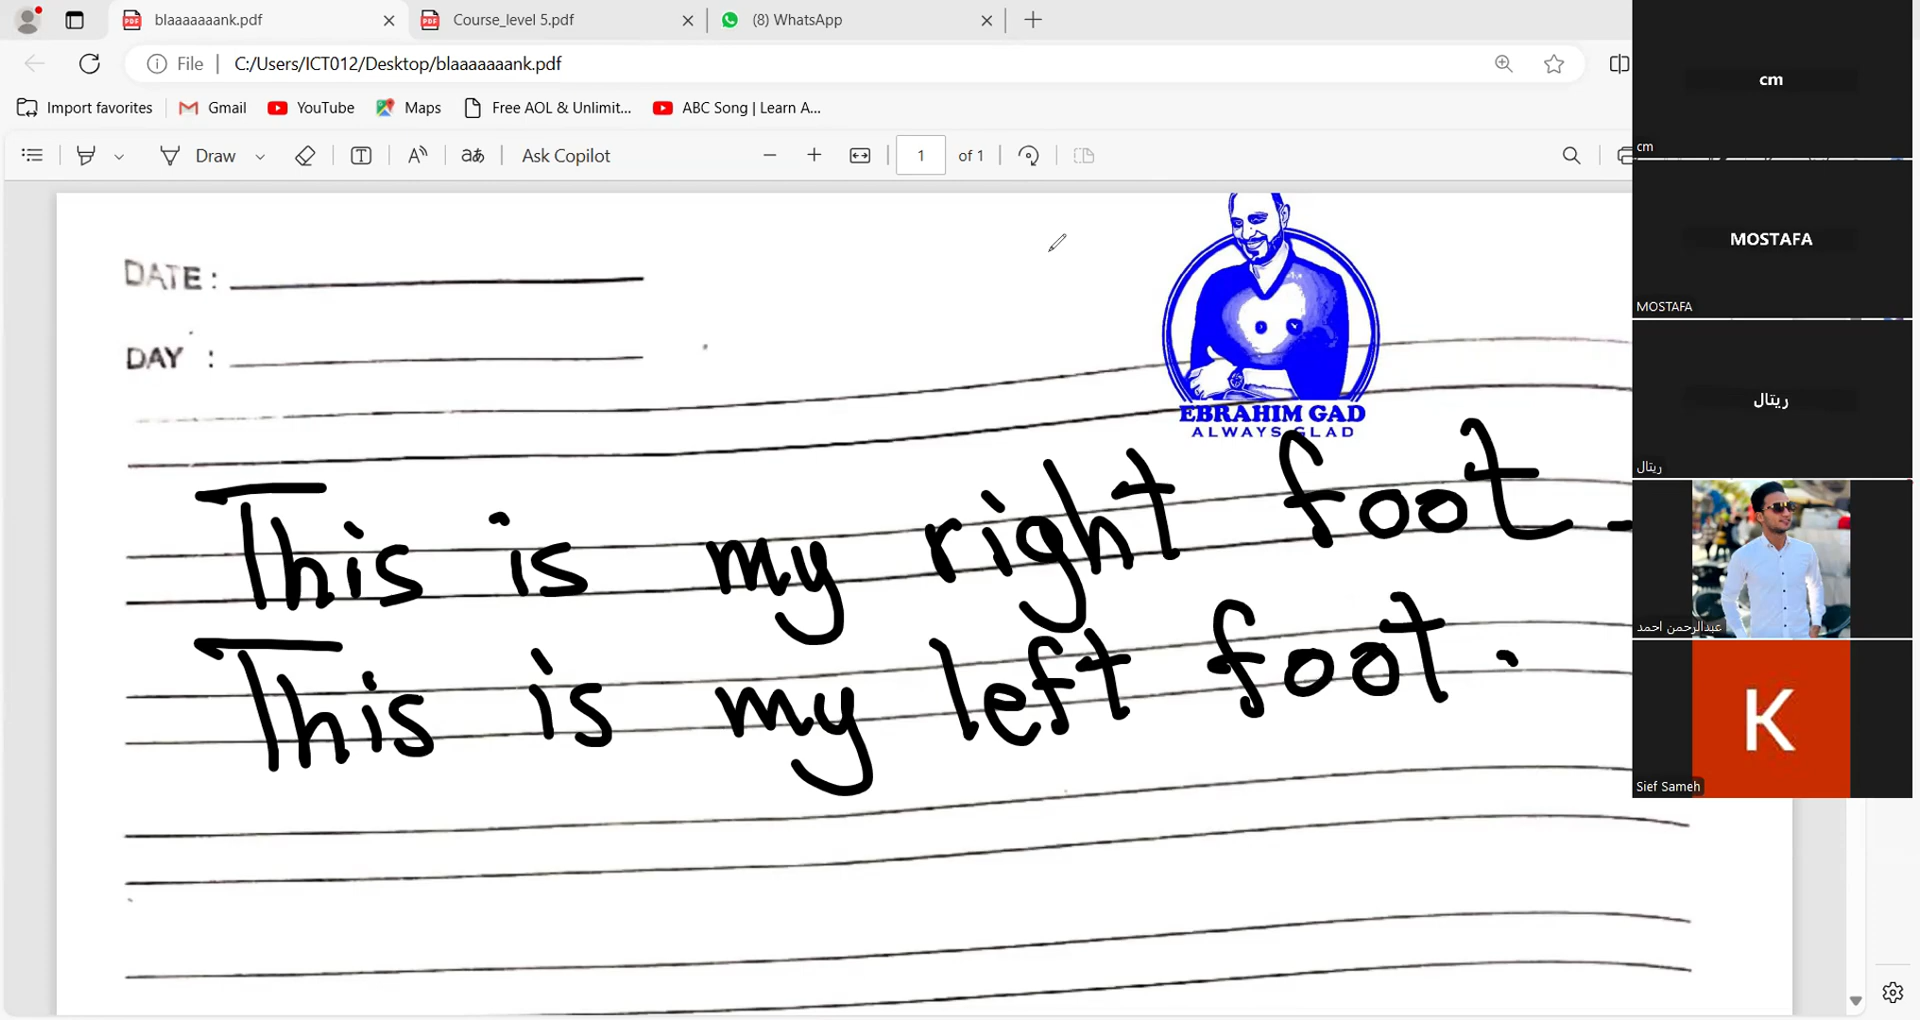 blaaaaaaank.pdf
Course_level 5.pdf
(8) WhatsApp
File
C:/Users/ICT012/Desktop/blaaaaaaank.pdf
Import favorites
Gmail
YouTube
Maps
Free AOL & Unlimit...
ABC Song | Learn A...
Draw
Ask Copilot
1 of 1
DATE :
DAY :
EBRAHIM GAD
ALWAYS GLAD
This is my right foot.
This is my left foot.
cm
cm
MOSTAFA
MOSTAFA
ريتال
ريتال
عبدالرحمن احمد
K
Sief Sameh